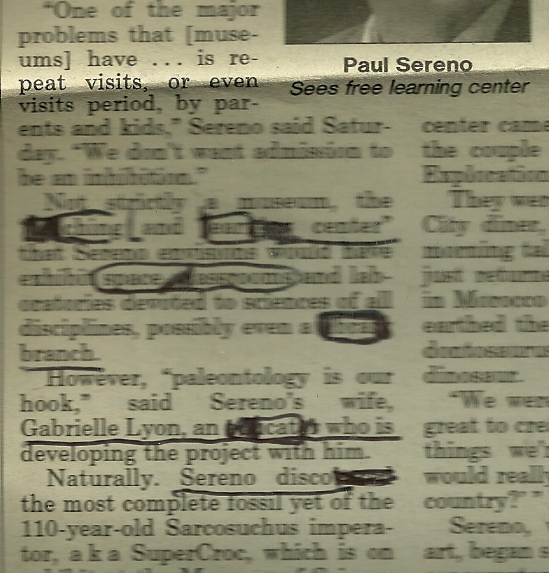 "One of the major
problems that [muse-
ums] have ... is re-
peat visits, or even
visits period, by par-
ents and kids," Sereno said Satur-
day. "We don't want admission to
be an inhibition."
Not strictly a museum, the
and center"
that Sereno envisions would have
exhibit space classrooms and lab-
oratories devoted to sciences of all
disciplines, possibly even a
branch.
However, "paleontology is our
hook," said Sereno's wife,
Gabrielle Lyon, an who is
developing the project with him.
Naturally. Sereno
the most complete fossil yet of the
110-year-old Sarcosuchus impera-
tor, a k a SuperCroc, which is on
Paul Sereno
Sees free learning center
center came
the couple
Exploration
They were
City diner,
morning tal
just returne
in Morocco
earthed the
dontosaurus
dinosaur.
"We were
great to cre
things we'
would really
country?""
Sereno,
art, began s